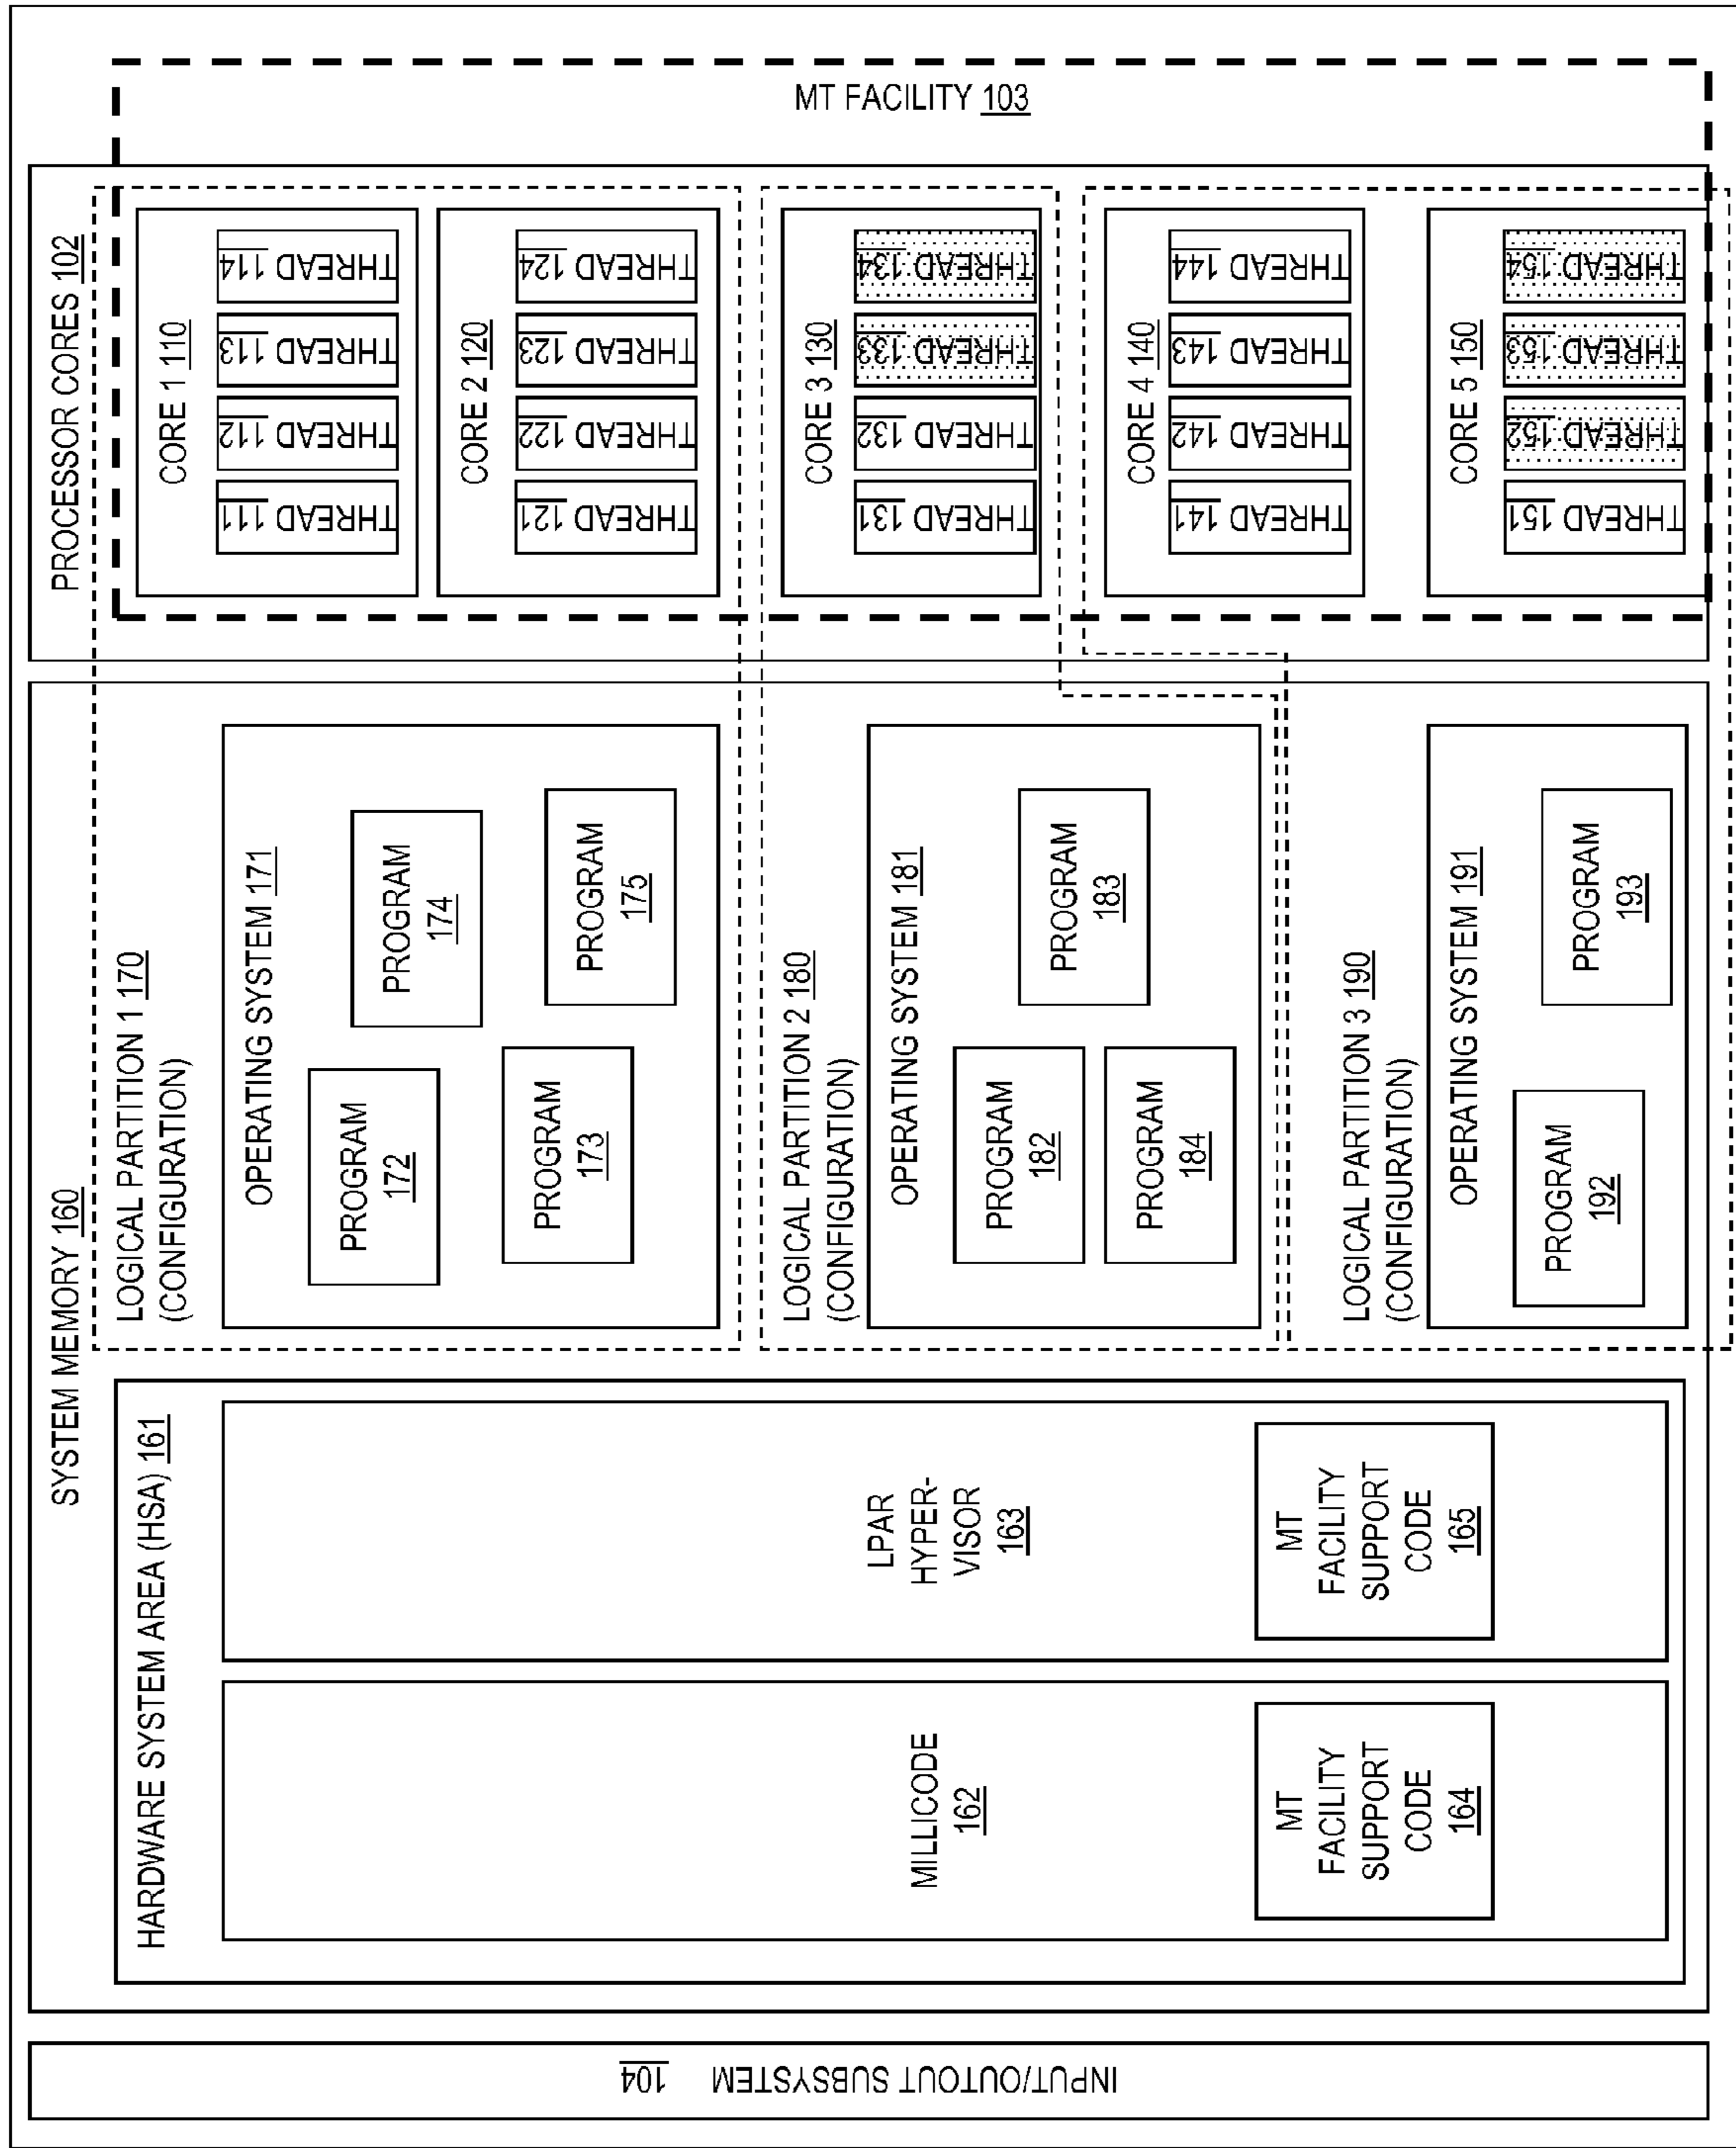 PROCESSOR CORES 102
MT FACILITY 103
CORE 1 110
THREAD 111
THREAD 112
THREAD 113
THREAD 114
CORE 2 120
THREAD 121
THREAD 122
THREAD 123
THREAD 124
CORE 3 130
THREAD 131
THREAD 132
THREAD 133
THREAD 134
CORE 4 140
THREAD 141
THREAD 142
THREAD 143
THREAD 144
CORE 5 150
THREAD 151
THREAD 152
THREAD 153
THREAD 154
SYSTEM MEMORY 160
LOGICAL PARTITION 1 170
(CONFIGURATION)
OPERATING SYSTEM 171
PROGRAM
172
PROGRAM
174
PROGRAM
173
PROGRAM
175
LOGICAL PARTITION 2 180
(CONFIGURATION)
OPERATING SYSTEM 181
PROGRAM
182
PROGRAM
183
PROGRAM
184
LOGICAL PARTITION 3 190
(CONFIGURATION)
OPERATING SYSTEM 191
PROGRAM
192
PROGRAM
193
HARDWARE SYSTEM AREA (HSA) 161
LPAR
HYPER-
VISOR
163
MT
FACILITY
SUPPORT
CODE
165
MILLICODE
162
MT
FACILITY
SUPPORT
CODE
164
INPUT/OUTOUT SUBSYSTEM 104